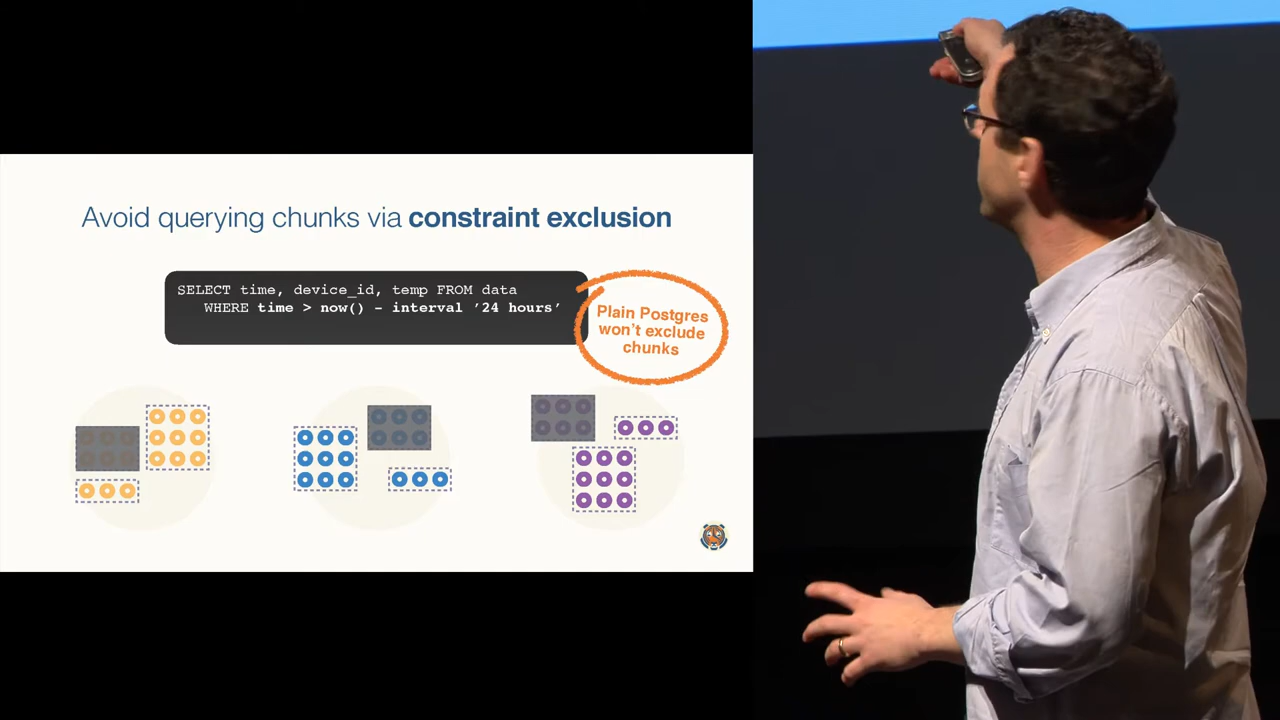 Avoid querying chunks via constraint exclusion
SELECT time, device_id, temp FROM data
WHERE time > now() – interval ’24 hours’
Plain Postgres
won’t exclude
chunks